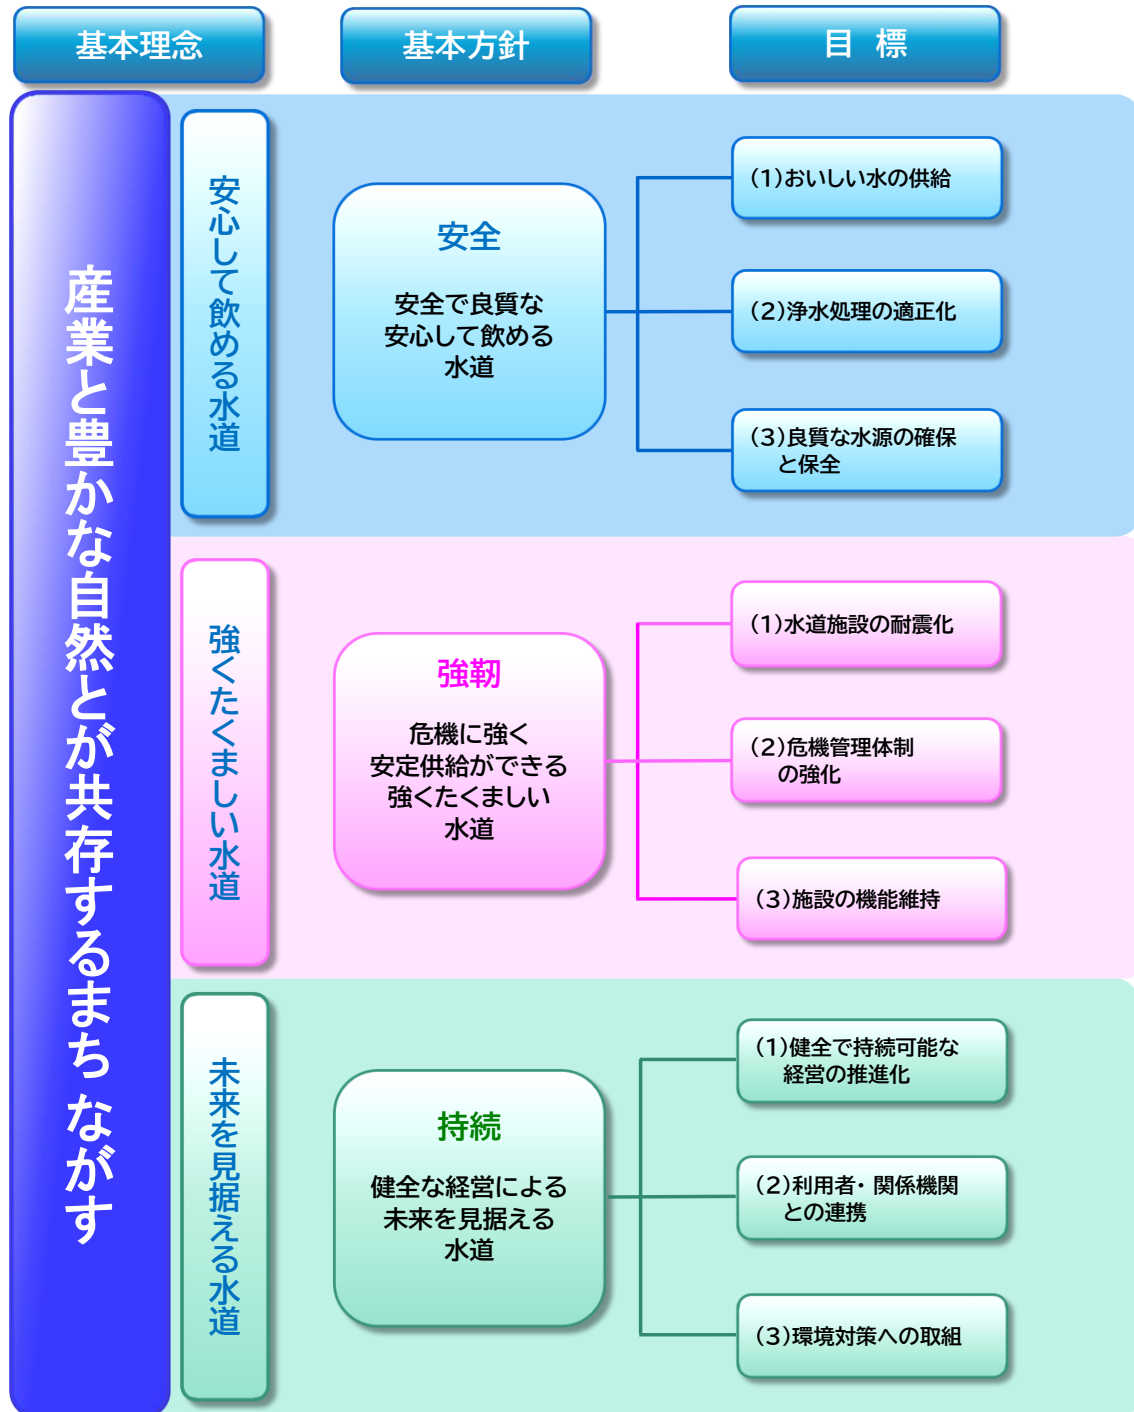 基本理念
基本方針
目 標
産業と豊かな自然とが共存するまち ながす
安心して飲める水道
安全
安全で良質な
安心して飲める
水道
(1)おいしい水の供給
(2)浄水処理の適正化
(3)良質な水源の確保
と保全
強くたくましい水道
強靭
危機に強く
安定供給ができる
強くたくましい
水道
(1)水道施設の耐震化
(2)危機管理体制
の強化
(3)施設の機能維持
未来を見据える水道
持続
健全な経営による
未来を見据える
水道
(1)健全で持続可能な
経営の推進化
(2)利用者・関係機関
との連携
(3)環境対策への取組